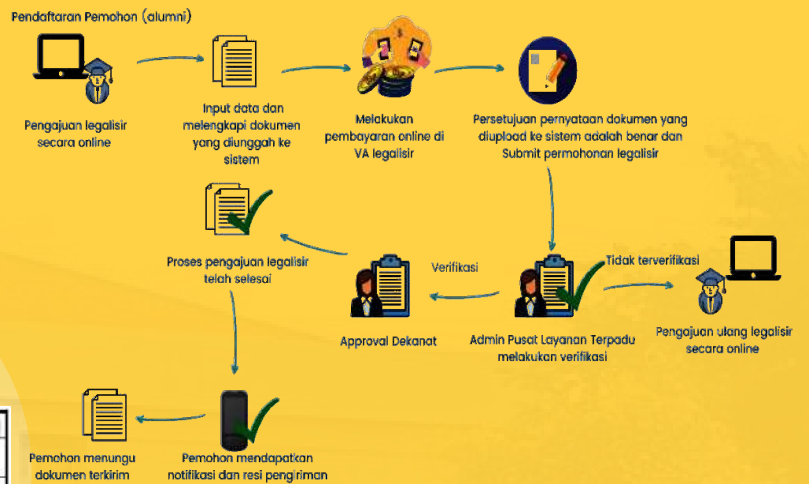 Pendaftaran Pemohon (alumni)
Pengajuan legalisir
secara online
Input data dan
melengkapi dokumen
yang diunggah ke
sistem
Melakukan
pembayaran online di
VA legalisir
Persetujuan pernyataan dokumen yang
diupload ke sistem adalah benar dan
Submit permohonan legalisir
Proses pengajuan legalisir
telah selesai
Verifikasi
Approval Dekanat
Tidak terverifikasi
Admin Pusat Layanan Terpadu
melakukan verifikasi
Pengajuan ulang legalisir
secara online
Pemohon menungu
dokumen terkirim
Pemohon mendapatkan
notifikasi dan resi pengiriman